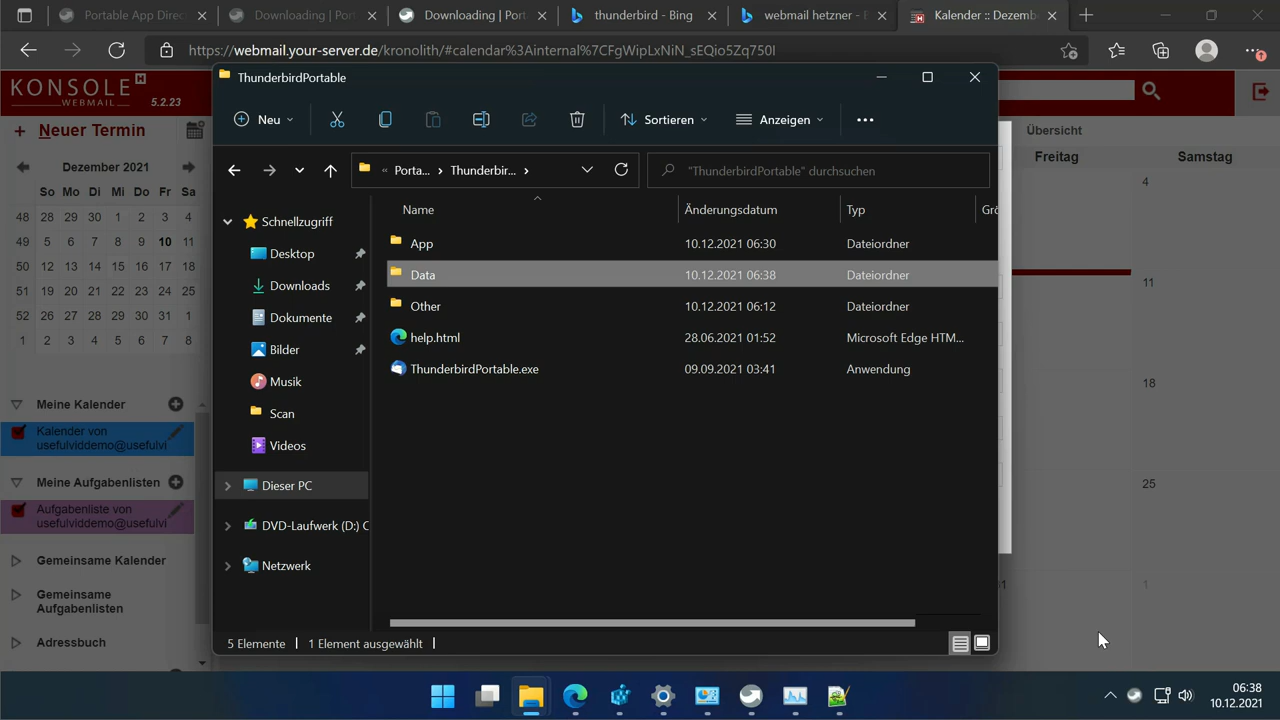 Portable App Direc
Downloading | Port
Downloading | Port
thunderbird - Bing
webmail hetzner - B
Kalender :: Dezemb
https://webmail.your-server.de/kronolith/#calendar%3Ainternal%7CFgWipLxNiN_sEQio5Zq750I
KONSOLE H
WEBMAIL 5.2.23
Neuer Termin
Dezember 2021
So Mo Di Mi Do Fr Sa
48 28 29 30 1 2 3 4
49 5 6 7 8 9 10 11
50 12 13 14 15 16 17 18
51 19 20 21 22 23 24 25
52 26 27 28 29 30 31 1
1 2 3 4 5 6 7 8
Meine Kalender
Kalender von
usefulviddemo@usefulvi
Meine Aufgabenlisten
Aufgabenliste von
usefulviddemo@usefulvi
Gemeinsame Kalender
Gemeinsame
Aufgabenlisten
Adressbuch
ThunderbirdPortable
Neu
Sortieren
Anzeigen
« Porta... › Thunderbir... ›
"ThunderbirdPortable" durchsuchen
Schnellzugriff
Desktop
Downloads
Dokumente
Bilder
Musik
Scan
Videos
Dieser PC
DVD-Laufwerk (D:) C
Netzwerk
Name Änderungsdatum Typ Grö
App 10.12.2021 06:30 Dateiordner
Data 10.12.2021 06:38 Dateiordner
Other 10.12.2021 06:12 Dateiordner
help.html 28.06.2021 01:52 Microsoft Edge HTM...
ThunderbirdPortable.exe 09.09.2021 03:41 Anwendung
5 Elemente 1 Element ausgewählt
Übersicht
Freitag Samstag
4
11
18
25
1
06:38
10.12.2021